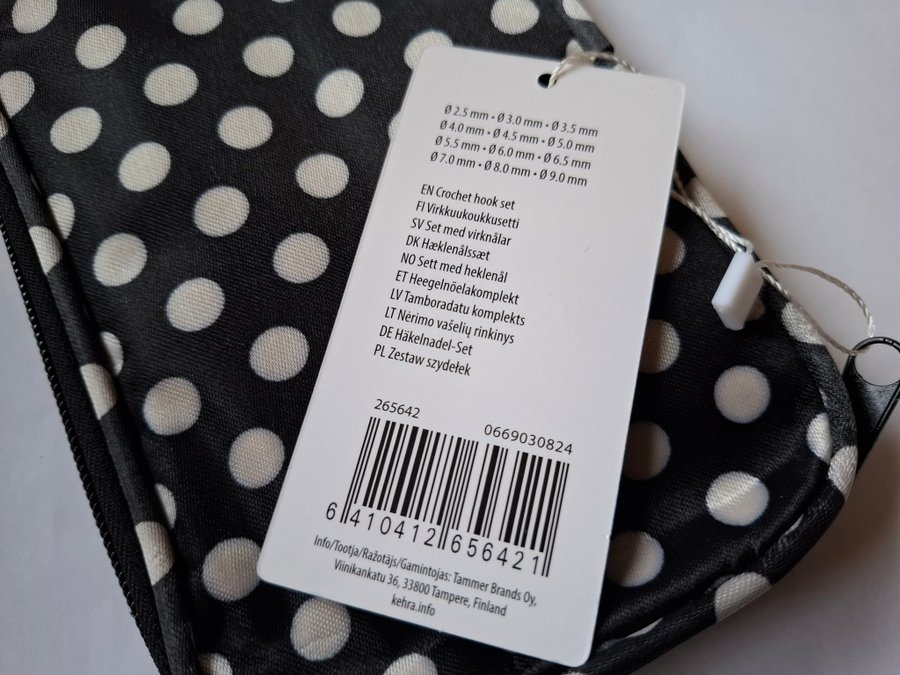 Ø 2.5 mm • Ø 3.0 mm • Ø 3.5 mm
Ø 4.0 mm • Ø 4.5 mm • Ø 5.0 mm
Ø 5.5 mm • Ø 6.0 mm • Ø 6.5 mm
Ø 7.0 mm • Ø 8.0 mm • Ø 9.0 mm
EN Crochet hook set
FI Virkkuukoukkusetti
SV Set med virknålar
DK Hæklenålssæt
NO Sett med heklenål
ET Heegelnõelakomplekt
LV Tamboradatu komplekts
LT Nėrimo vašelių rinkinys
DE Häkelnadel-Set
PL Zestaw szydełek
265642 0669030824
6 410412 656421
Info/Tootja/Ražotājs/Gamintojas: Tammer Brands Oy,
Viinikankatu 36, 33800 Tampere, Finland
kehra.info